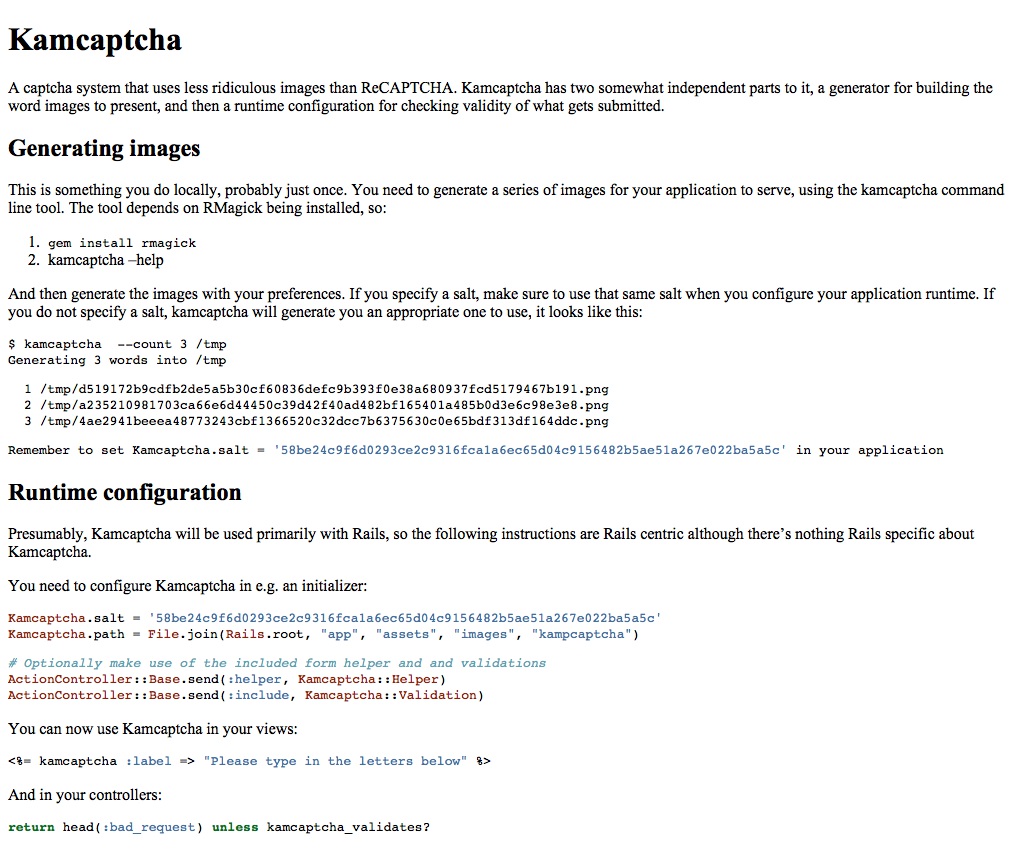 Kamcaptcha
A captcha system that uses less ridiculous images than ReCAPTCHA. Kamcaptcha has two somewhat independent parts to it, a generator for building the
word images to present, and then a runtime configuration for checking validity of what gets submitted.
Generating images
This is something you do locally, probably just once. You need to generate a series of images for your application to serve, using the kamcaptcha command
line tool. The tool depends on RMagick being installed, so:
1. gem install rmagick
2. kamcaptcha –help
And then generate the images with your preferences. If you specify a salt, make sure to use that same salt when you configure your application runtime. If
you do not specify a salt, kamcaptcha will generate you an appropriate one to use, it looks like this:
$ kamcaptcha  --count 3 /tmp
Generating 3 words into /tmp
1 /tmp/d519172b9cdfb2de5a5b30cf60836defc9b393f0e38a680937fcd5179467b191.png
2 /tmp/a235210981703ca66e6d44450c39d42f40ad482bf165401a485b0d3e6c98e3e8.png
3 /tmp/4ae2941beeea48773243cbf1366520c32dcc7b6375630c0e65bdf313df164ddc.png
Remember to set Kamcaptcha.salt = '58be24c9f6d0293ce2c9316fca1a6ec65d04c9156482b5ae51a267e022ba5a5c' in your application
Runtime configuration
Presumably, Kamcaptcha will be used primarily with Rails, so the following instructions are Rails centric although there’s nothing Rails specific about
Kamcaptcha.
You need to configure Kamcaptcha in e.g. an initializer:
Kamcaptcha.salt = '58be24c9f6d0293ce2c9316fca1a6ec65d04c9156482b5ae51a267e022ba5a5c'
Kamcaptcha.path = File.join(Rails.root, "app", "assets", "images", "kampcaptcha")
# Optionally make use of the included form helper and and validations
ActionController::Base.send(:helper, Kamcaptcha::Helper)
ActionController::Base.send(:include, Kamcaptcha::Validation)
You can now use Kamcaptcha in your views:
<%= kamcaptcha :label => "Please type in the letters below" %>
And in your controllers:
return head(:bad_request) unless kamcaptcha_validates?